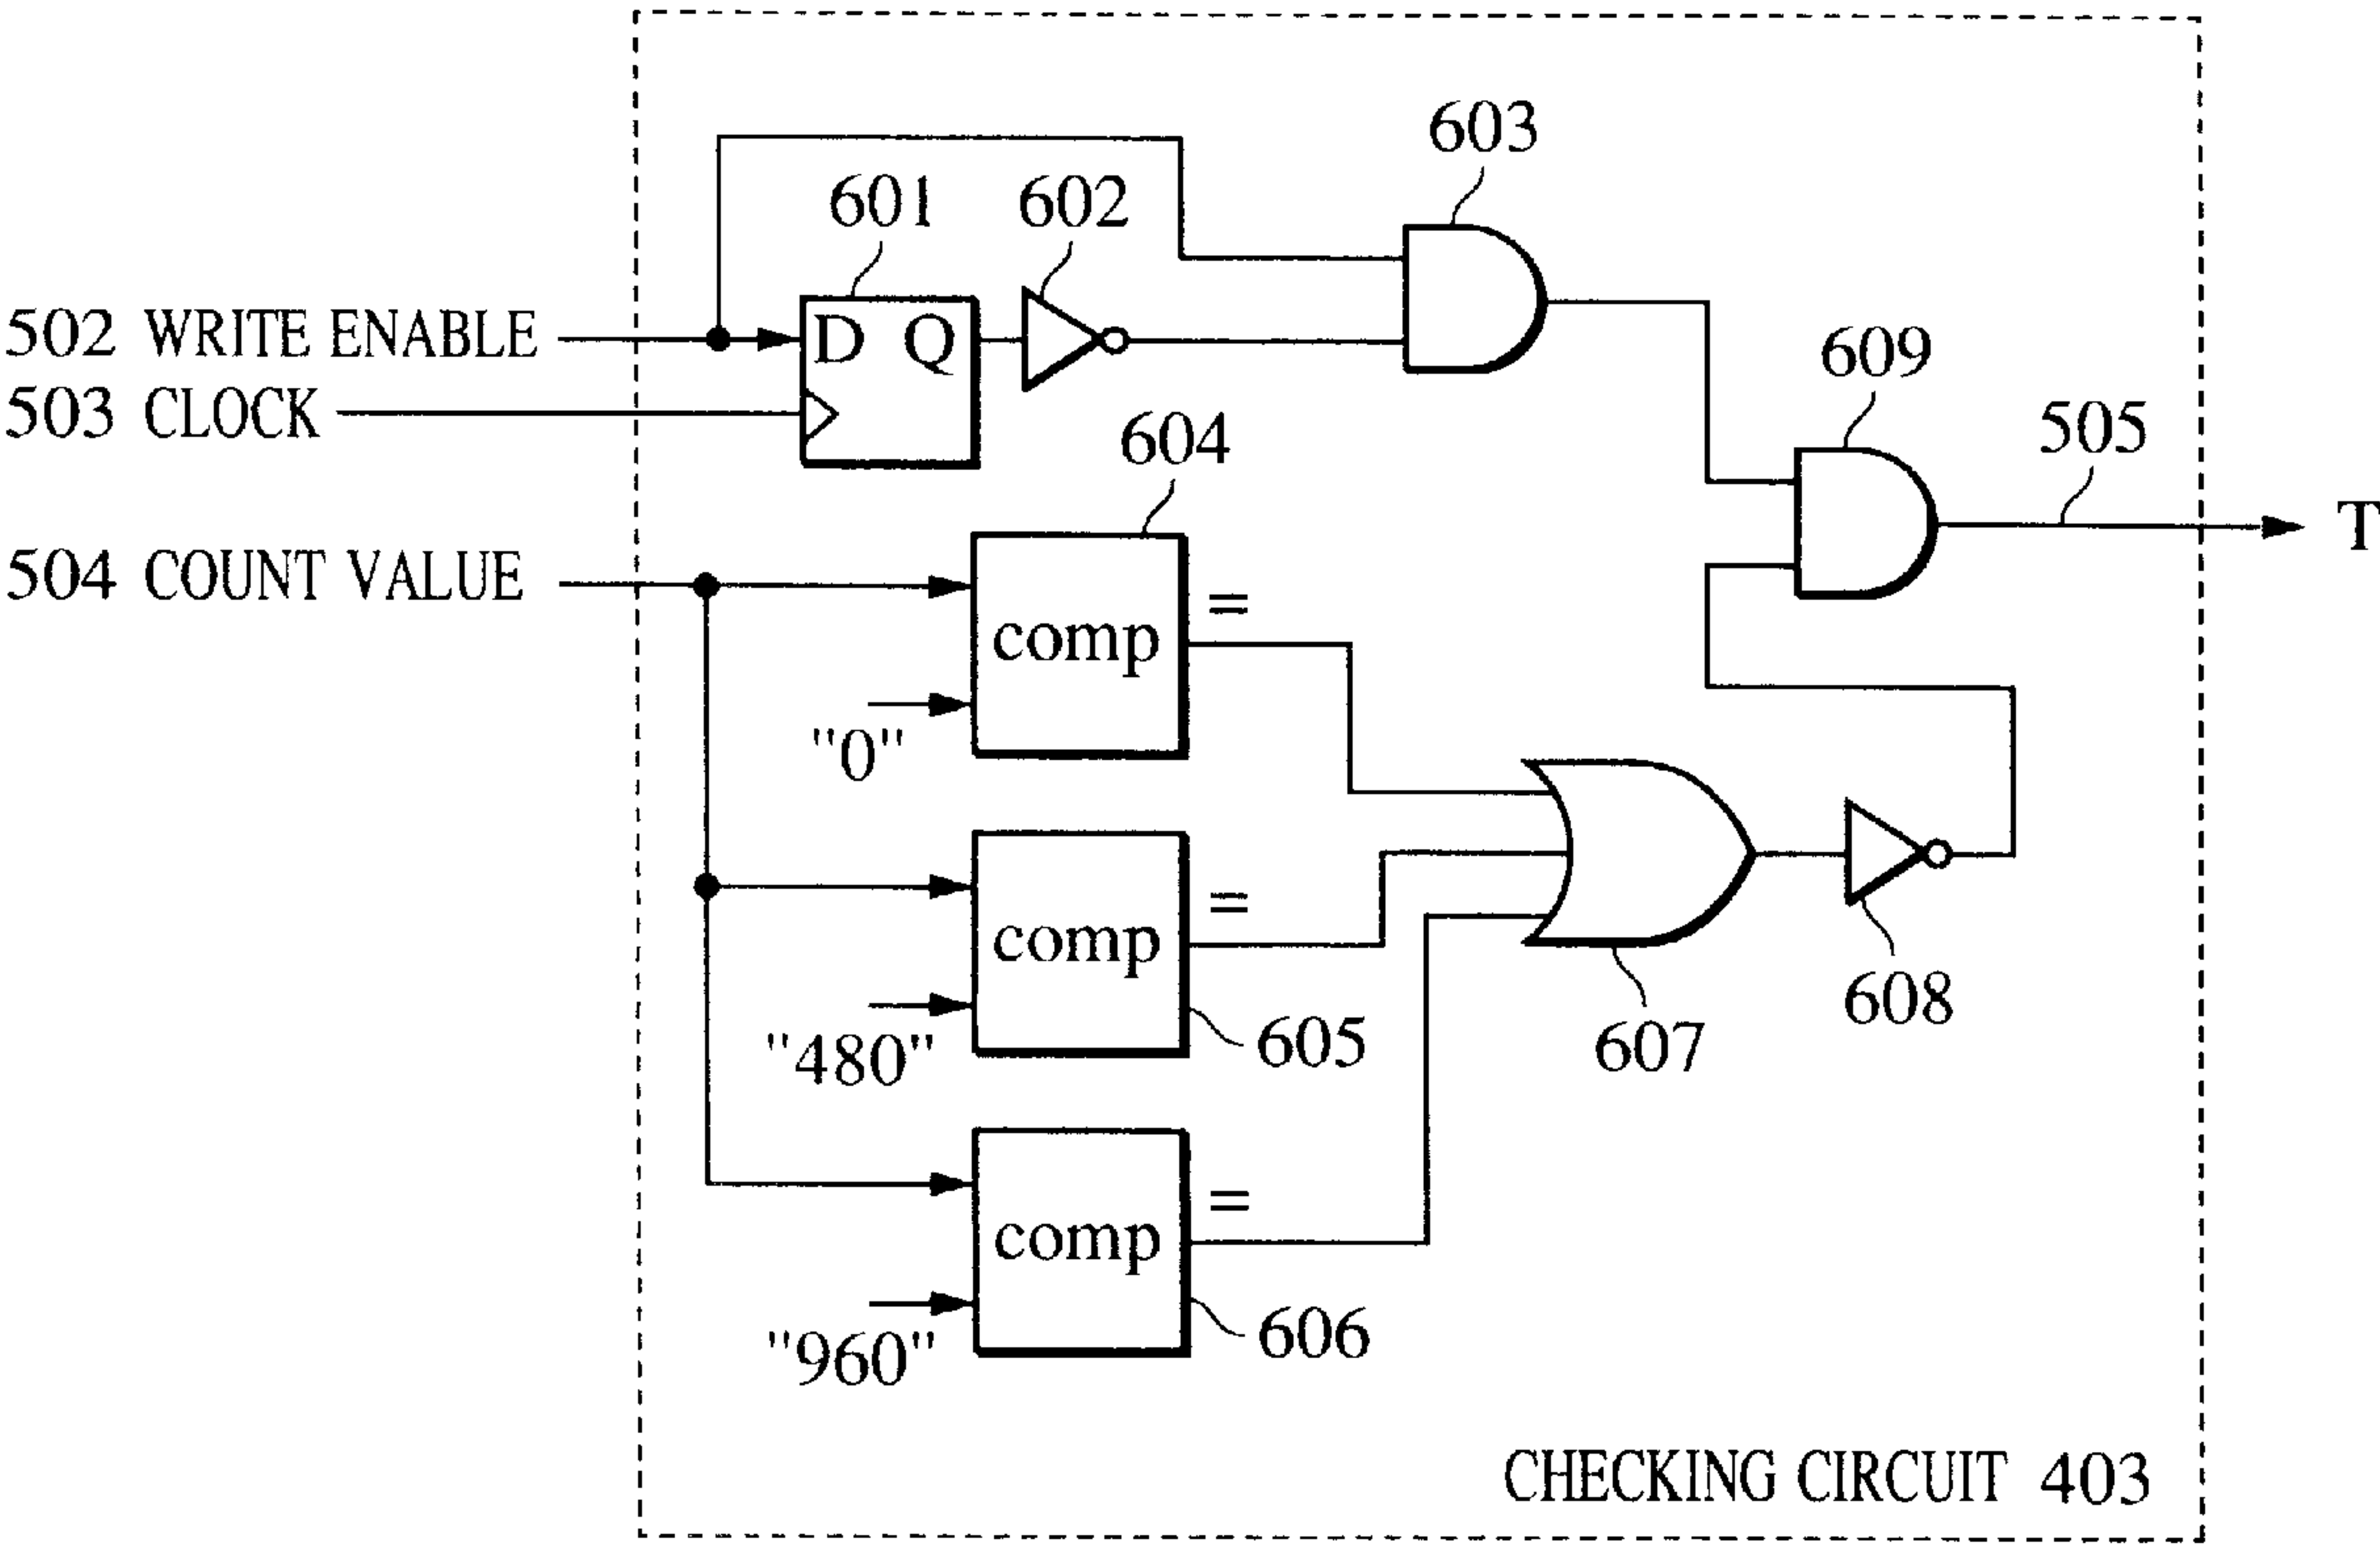 603
601
602
502 WRITE ENABLE
D Q
609
503 CLOCK
604
505
T
504 COUNT VALUE
=
comp
"0"
=
comp
608
"480"
605
607
=
comp
606
"960"
CHECKING CIRCUIT 403